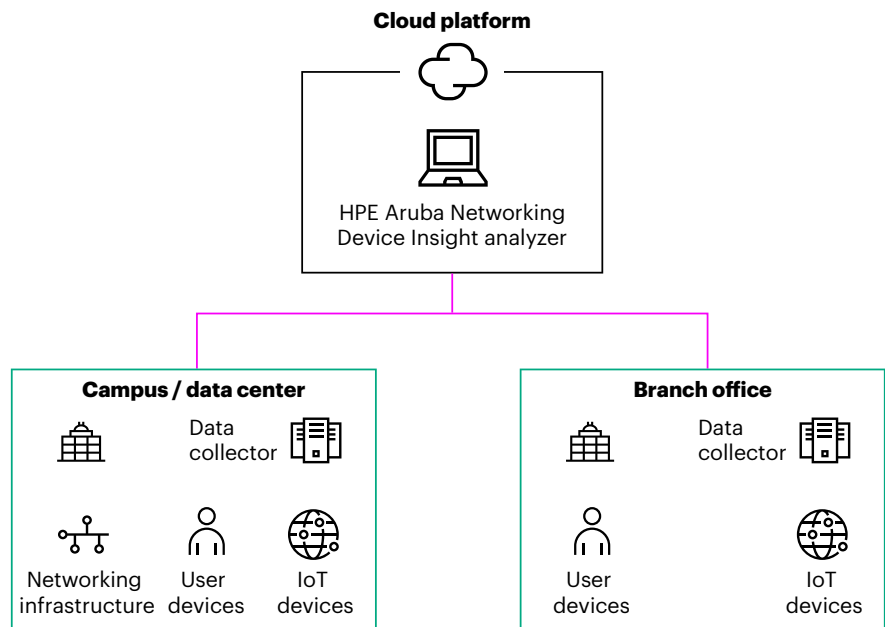 Cloud platform
HPE Aruba Networking
Device Insight analyzer
Campus / data center
Data
collector
Networking
infrastructure
User
devices
IoT
devices
Branch office
Data
collector
User
devices
IoT
devices